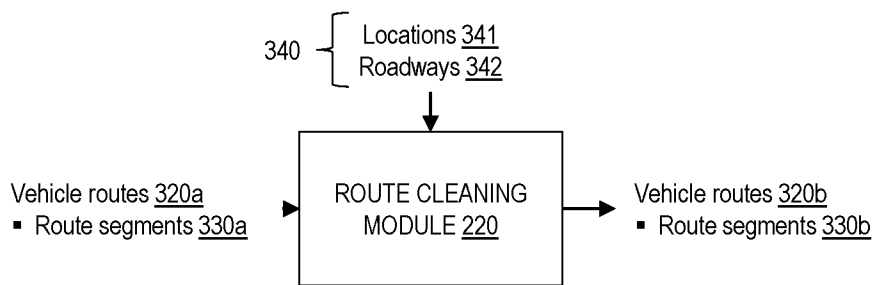 340
Locations 341
Roadways 342
Vehicle routes 320a
▪ Route segments 330a
ROUTE CLEANING
MODULE 220
Vehicle routes 320b
▪ Route segments 330b